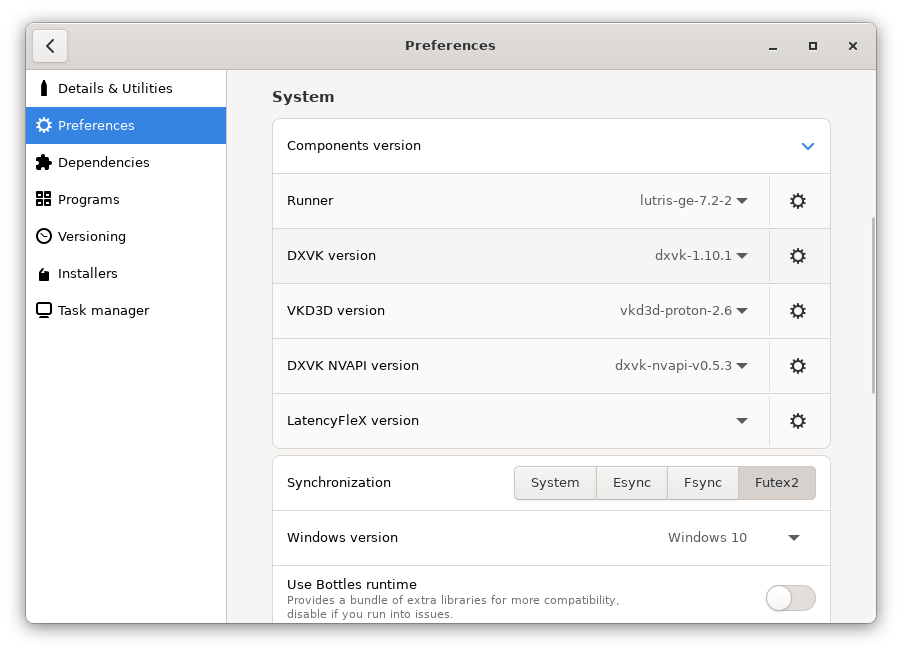 Preferences
Details & Utilities
Preferences
Dependencies
Programs
Versioning
Installers
Task manager
System
Components version
Runner lutris-ge-7.2-2
DXVK version dxvk-1.10.1
VKD3D version vkd3d-proton-2.6
DXVK NVAPI version dxvk-nvapi-v0.5.3
LatencyFleX version
Synchronization System Esync Fsync Futex2
Windows version Windows 10
Use Bottles runtime
Provides a bundle of extra libraries for more compatibility,
disable if you run into issues.